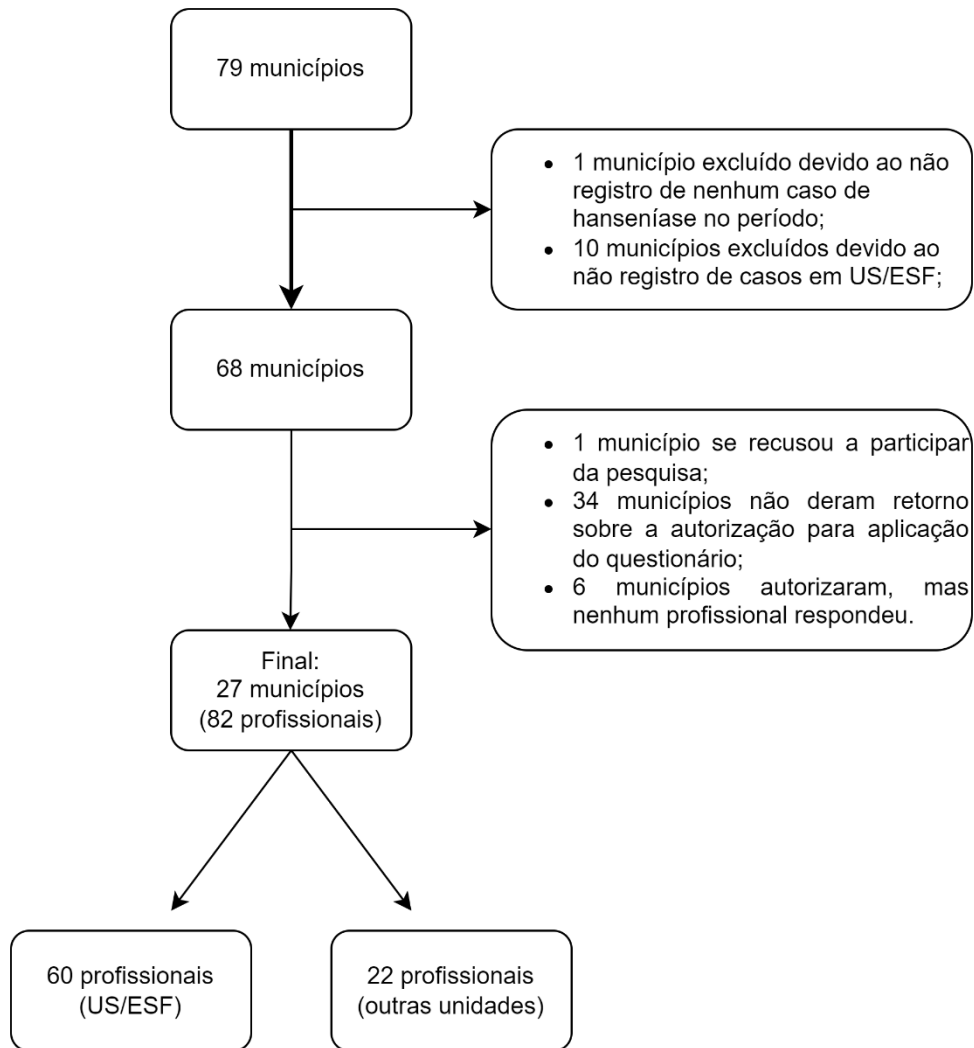 79 municípios
• 1 município excluído devido ao não
registro de nenhum caso de
hanseníase no período;
• 10 municípios excluídos devido ao
não registro de casos em US/ESF;
68 municípios
• 1 município se recusou a participar
da pesquisa;
• 34 municípios não deram retorno
sobre a autorização para aplicação
do questionário;
• 6 municípios autorizaram, mas
nenhum profissional respondeu.
Final:
27 municípios
(82 profissionais)
60 profissionais
(US/ESF)
22 profissionais
(outras unidades)